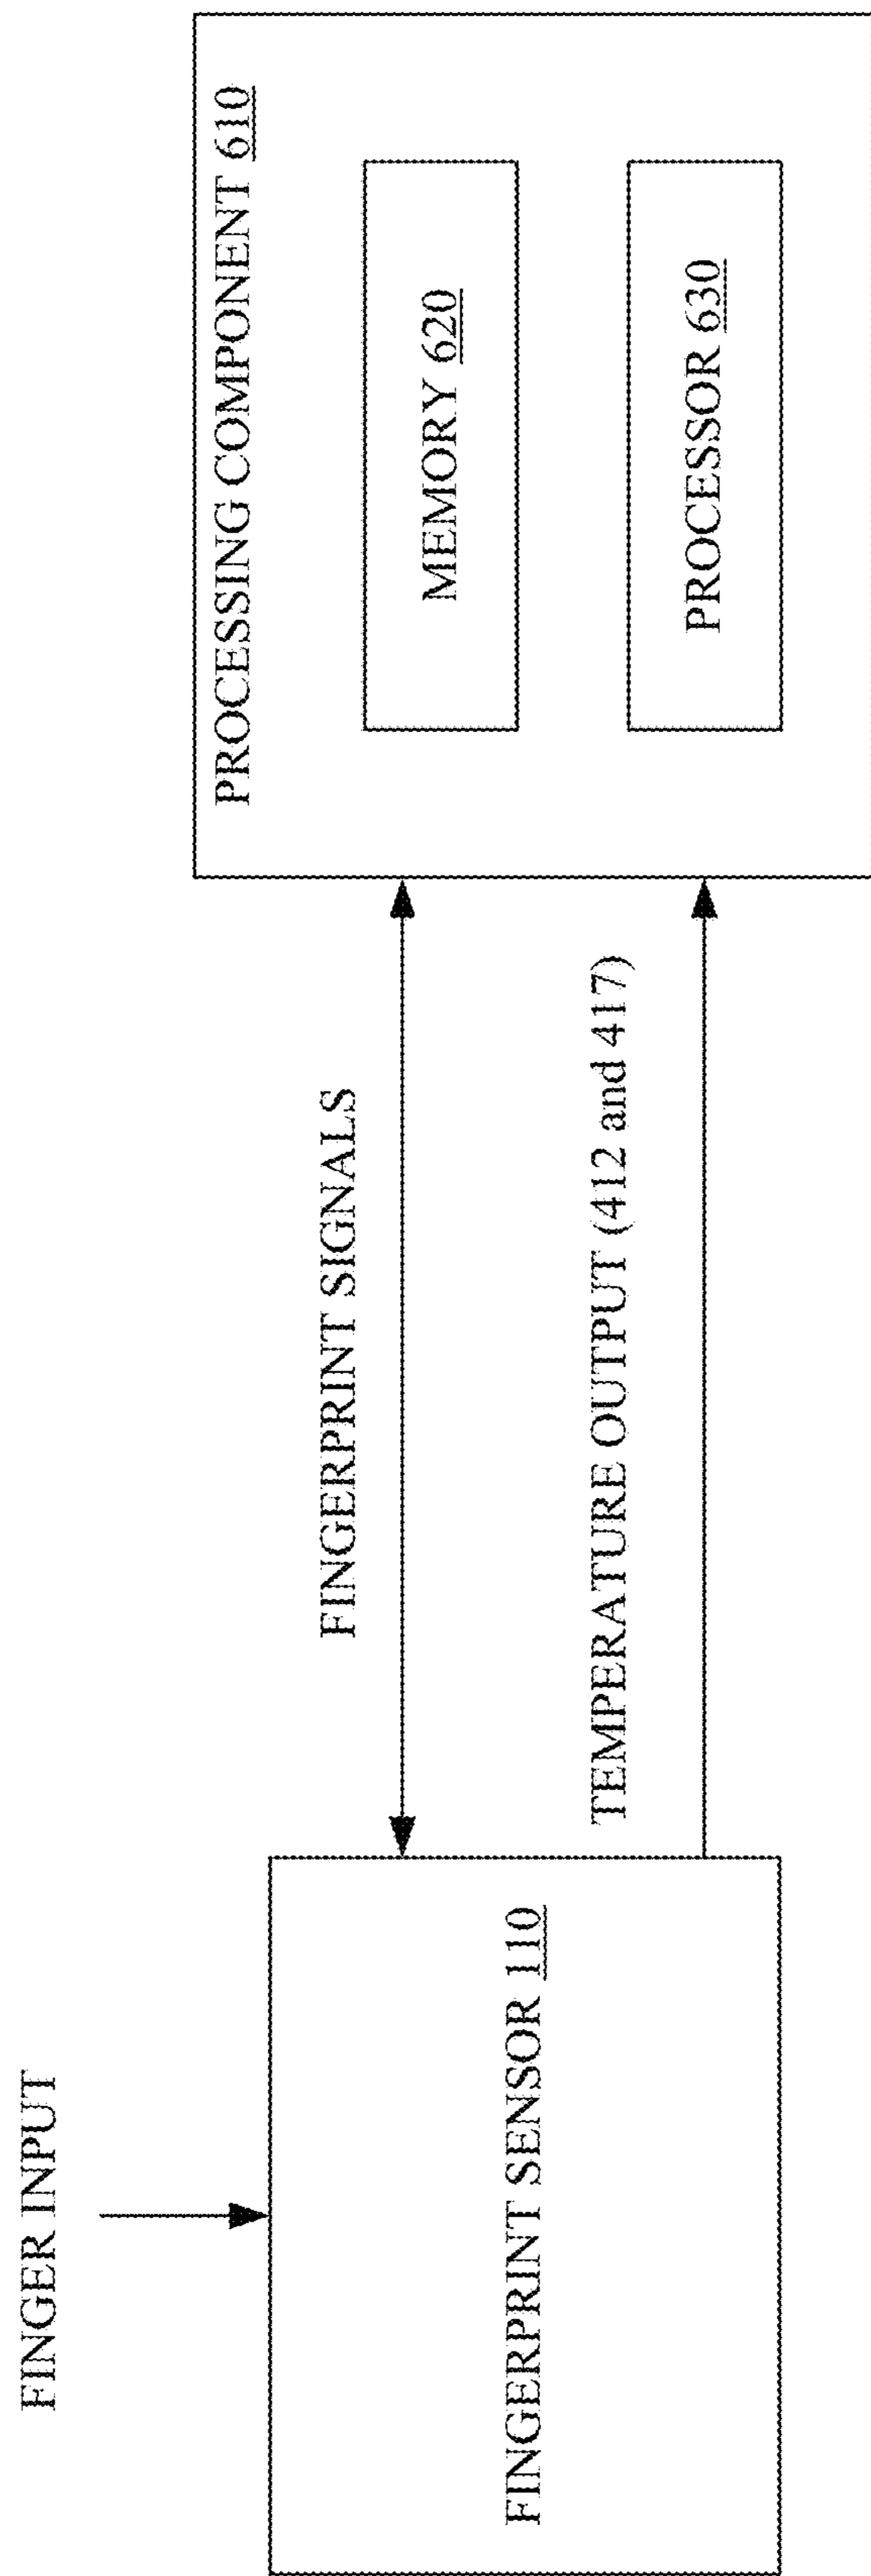 FINGER INPUT
FINGERPRINT SENSOR 110
FINGERPRINT SIGNALS
TEMPERATURE OUTPUT (412 and 417)
PROCESSING COMPONENT 610
MEMORY 620
PROCESSOR 630